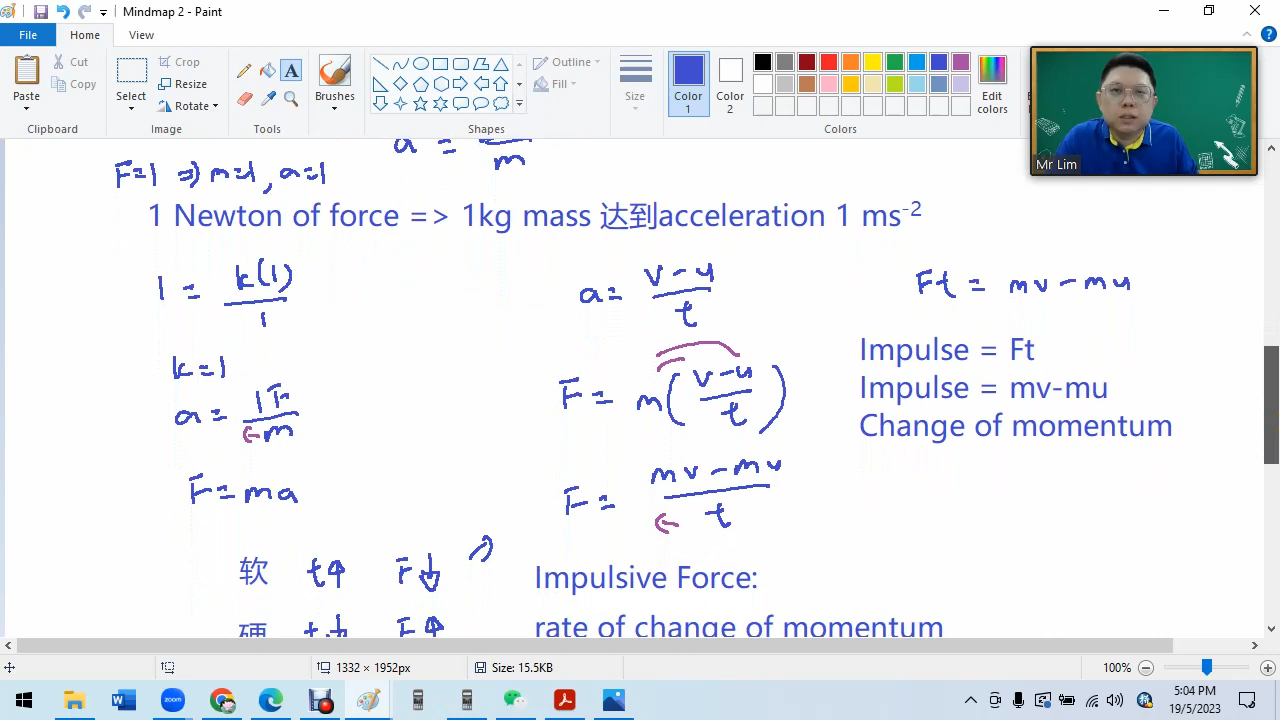 Mindmap 2 - Paint
File Home View
Paste
Cut
Copy
Clipboard
Select
Crop
Resize
Rotate
Image
Tools
Brushes
Shapes
Outline
Fill
Size
Color 1
Color 2
Edit colors
Colors
Mr Lim
a = m
F=1 => m=1, a=1
1 Newton of force => 1kg mass 达到acceleration 1 ms-2
1 = k(1) / 1
k=1
a = 1F / m
F = ma
a = v - u / t
F = m( v - u / t )
F = mv - mu / t
Ft = mv - mu
Impulse = Ft
Impulse = mv-mu
Change of momentum
软 t↑ F↓
硬 t↓ F↑
Impulsive Force:
rate of change of momentum
1332 × 1952px
Size: 15.5KB
100%
zoom
5:04 PM
19/5/2023